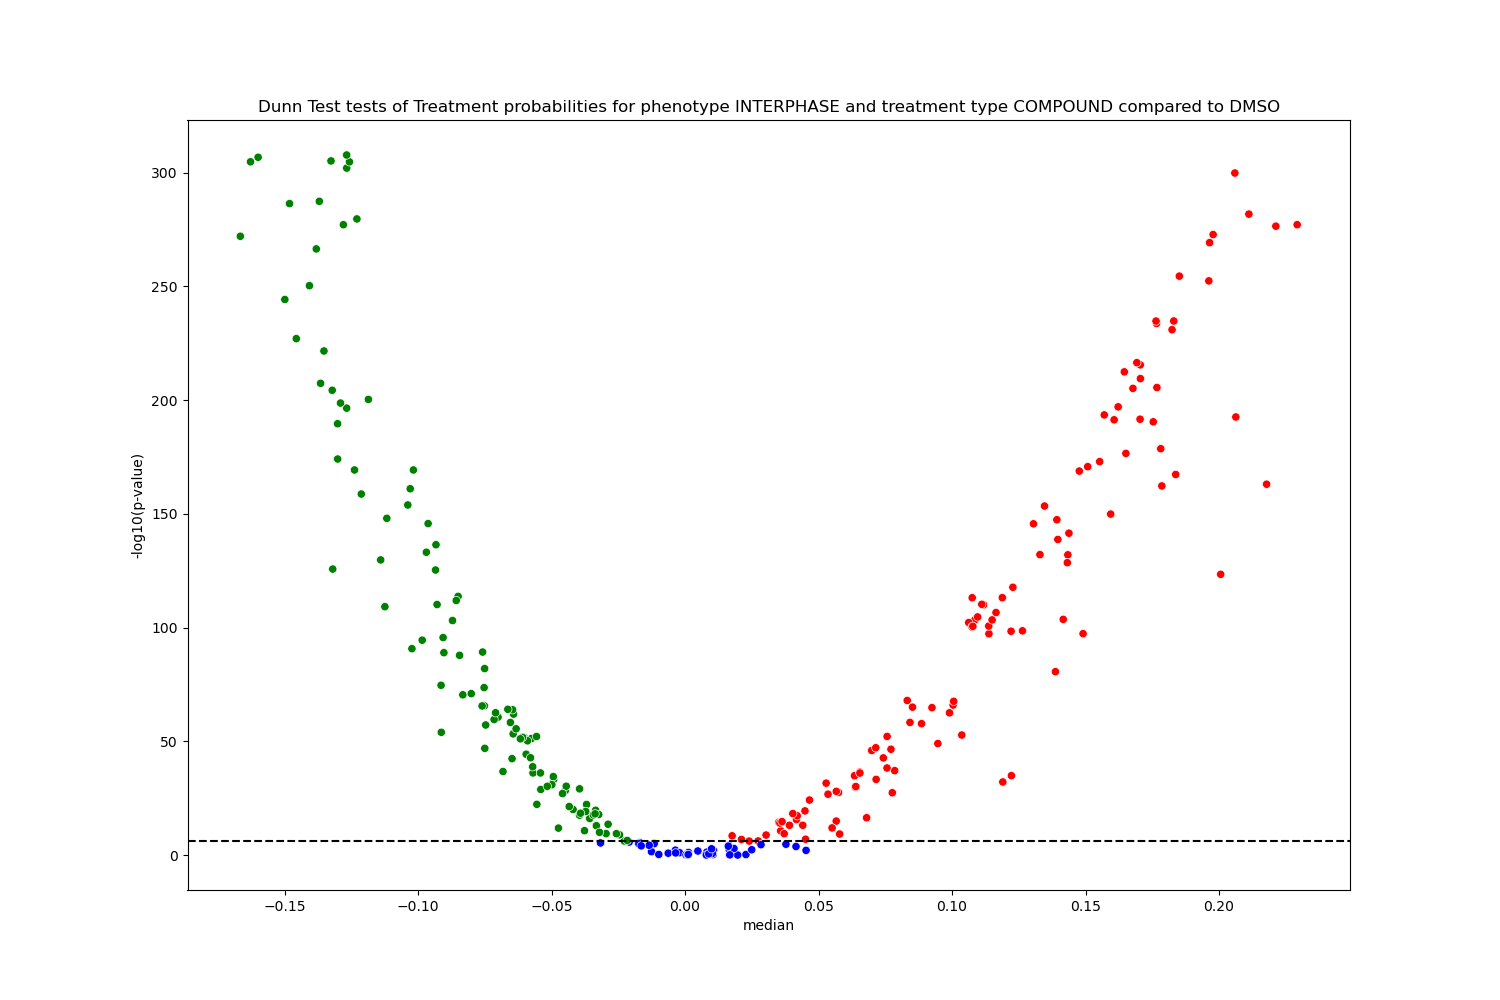 Dunn Test tests of Treatment probabilities for phenotype INTERPHASE and treatment type COMPOUND compared to DMSO
300
250
200
150
100
50
0
-log10(p-value)
−0.15 −0.10 −0.05 0.00 0.05 0.10 0.15 0.20
median